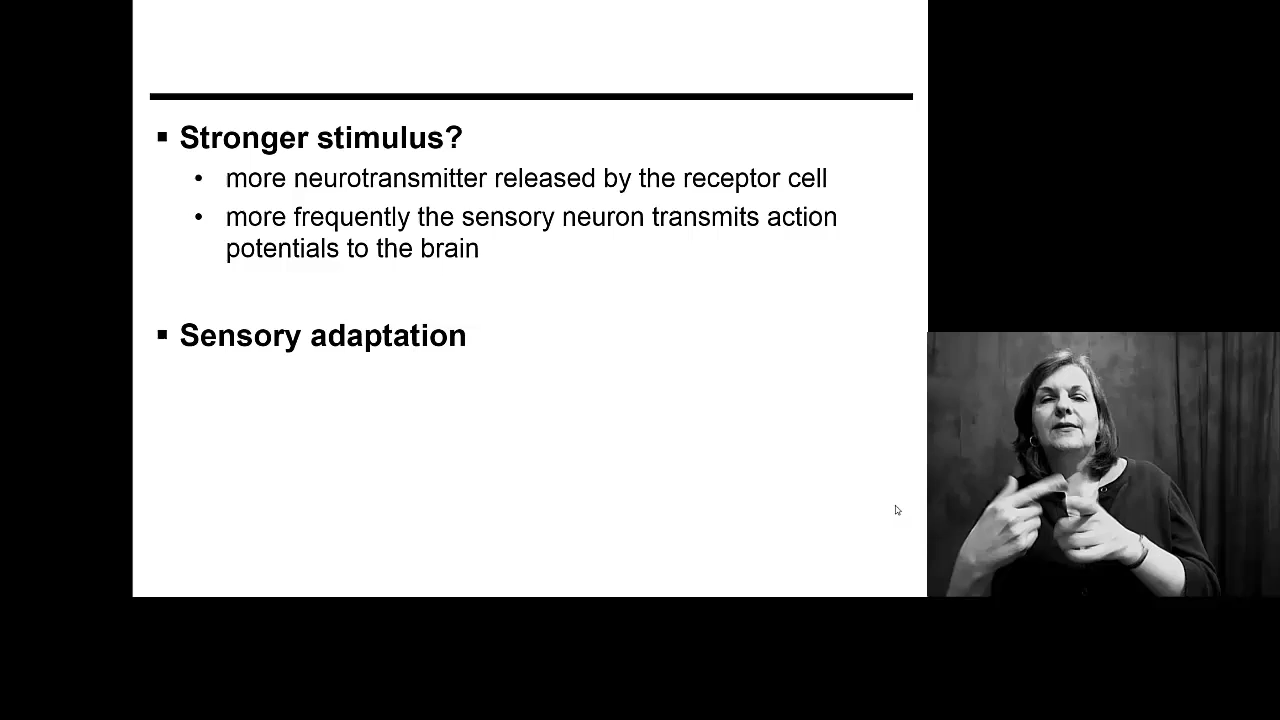 ▪ Stronger stimulus?
• more neurotransmitter released by the receptor cell
• more frequently the sensory neuron transmits action
potentials to the brain
▪ Sensory adaptation